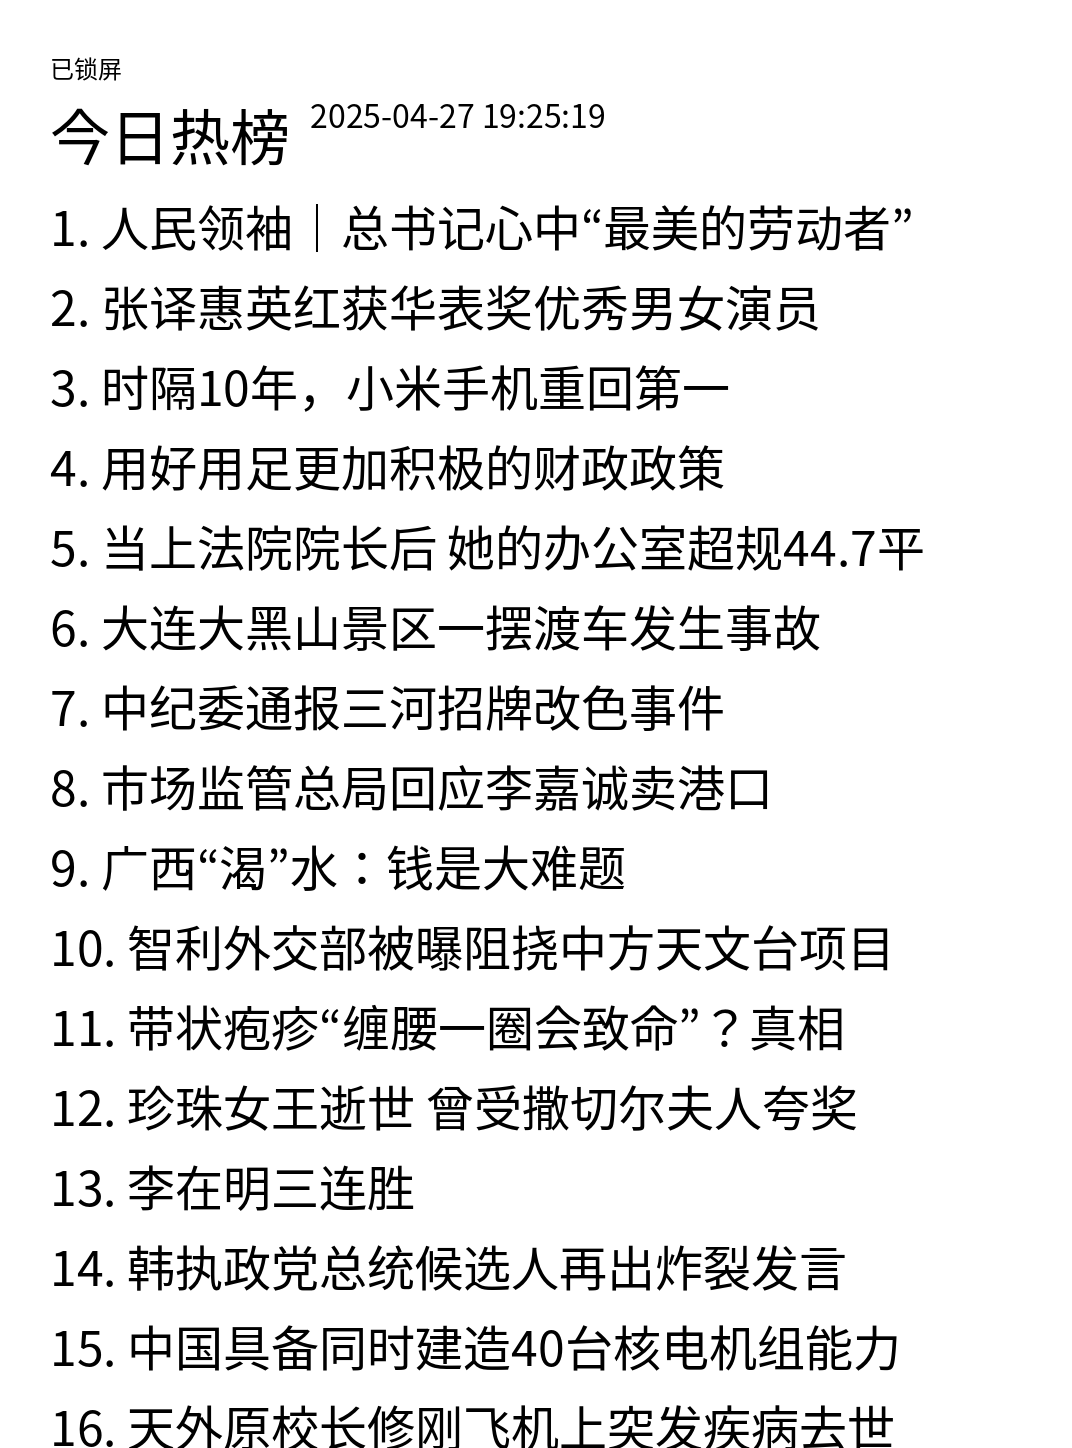 已锁屏
今日热榜 2025-04-27 19:25:19
1. 人民领袖｜总书记心中“最美的劳动者”
2. 张译惠英红获华表奖优秀男女演员
3. 时隔10年，小米手机重回第一
4. 用好用足更加积极的财政政策
5. 当上法院院长后 她的办公室超规44.7平
6. 大连大黑山景区一摆渡车发生事故
7. 中纪委通报三河招牌改色事件
8. 市场监管总局回应李嘉诚卖港口
9. 广西“渴”水：钱是大难题
10. 智利外交部被曝阻挠中方天文台项目
11. 带状疱疹“缠腰一圈会致命”？真相
12. 珍珠女王逝世 曾受撒切尔夫人夸奖
13. 李在明三连胜
14. 韩执政党总统候选人再出炸裂发言
15. 中国具备同时建造40台核电机组能力
16. 天外原校长修刚飞机上突发疾病去世